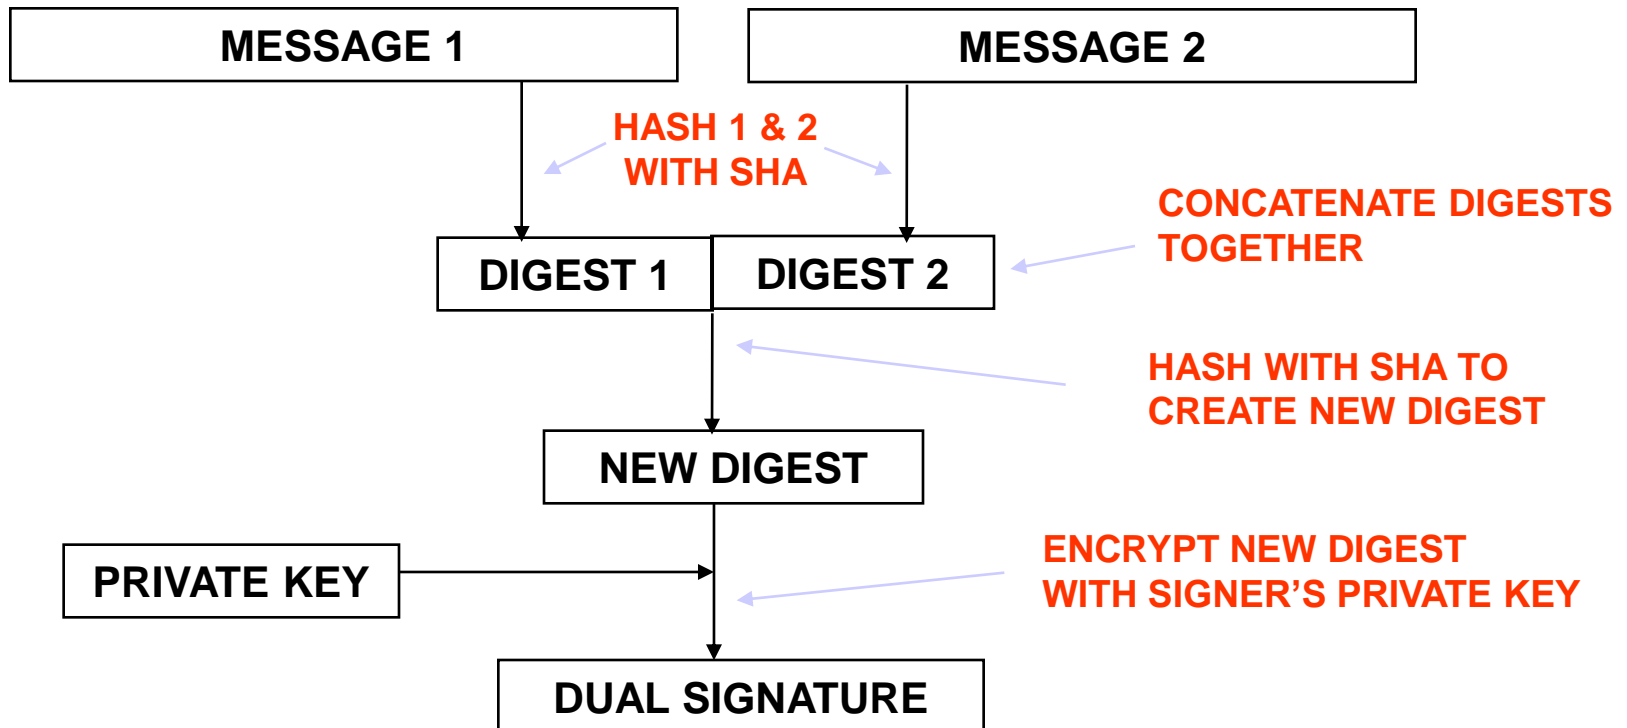 MESSAGE 1
MESSAGE 2
HASH 1 & 2
WITH SHA
CONCATENATE DIGESTS
TOGETHER
DIGEST 1
DIGEST 2
HASH WITH SHA TO
CREATE NEW DIGEST
NEW DIGEST
ENCRYPT NEW DIGEST
WITH SIGNER’S PRIVATE KEY
PRIVATE KEY
DUAL SIGNATURE